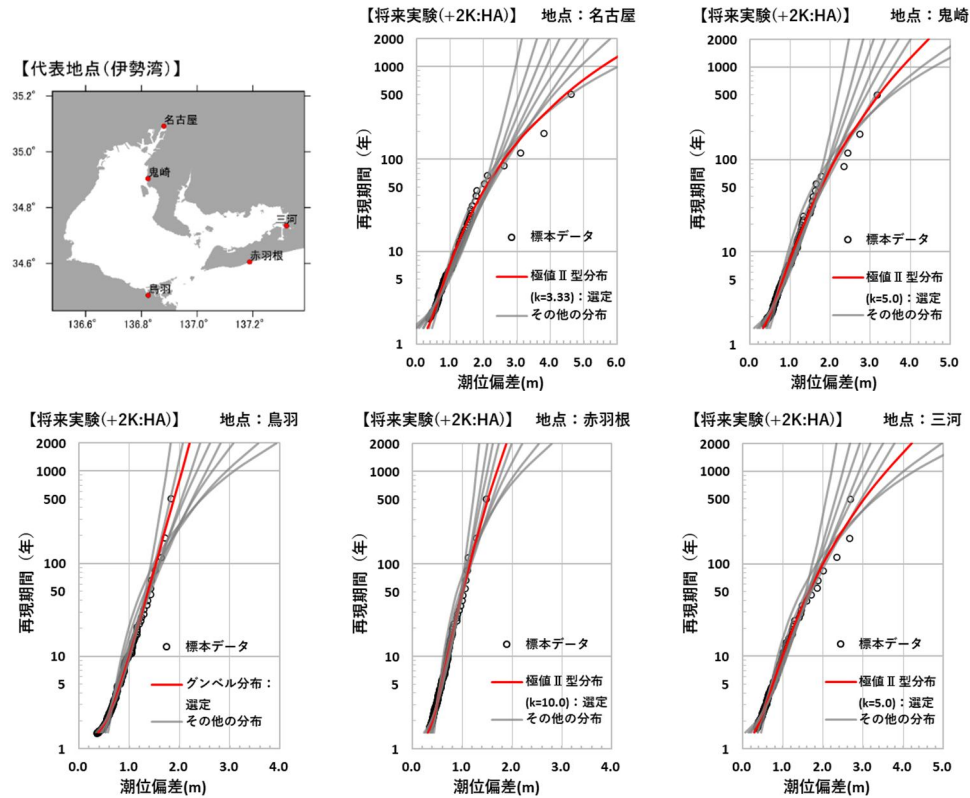 【代表地点(伊勢湾)】
35.2°
35.0°
34.8°
34.6°
136.6°
136.8°
137.0°
137.2°
名古屋
鬼崎
三河
赤羽根
鳥羽
【将来実験(+2K:HA)】 地点：名古屋
再現期間（年）
2000
1000
500
100
50
10
5
1
標本データ
極値Ⅱ型分布
(k=3.33)：選定
その他の分布
0.0 1.0 2.0 3.0 4.0 5.0 6.0
潮位偏差(m)
【将来実験(+2K:HA)】 地点：鬼崎
再現期間（年）
2000
1000
500
100
50
10
5
1
標本データ
極値Ⅱ型分布
(k=5.0)：選定
その他の分布
0.0 1.0 2.0 3.0 4.0 5.0
潮位偏差(m)
【将来実験(+2K:HA)】 地点：鳥羽
再現期間（年）
2000
1000
500
100
50
10
5
1
標本データ
グンベル分布：
選定
その他の分布
0.0 1.0 2.0 3.0 4.0
潮位偏差(m)
【将来実験(+2K:HA)】 地点：赤羽根
再現期間（年）
2000
1000
500
100
50
10
5
1
標本データ
極値Ⅱ型分布
(k=10.0)：選定
その他の分布
0.0 1.0 2.0 3.0 4.0
潮位偏差(m)
【将来実験(+2K:HA)】 地点：三河
再現期間（年）
2000
1000
500
100
50
10
5
1
標本データ
極値Ⅱ型分布
(k=5.0)：選定
その他の分布
0.0 1.0 2.0 3.0 4.0 5.0
潮位偏差(m)